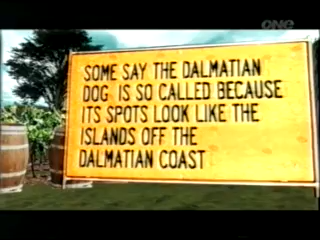 one
SOME SAY THE DALMATIAN
DOG IS SO CALLED BECAUSE
ITS SPOTS LOOK LIKE THE
ISLANDS OFF THE
DALMATIAN COAST